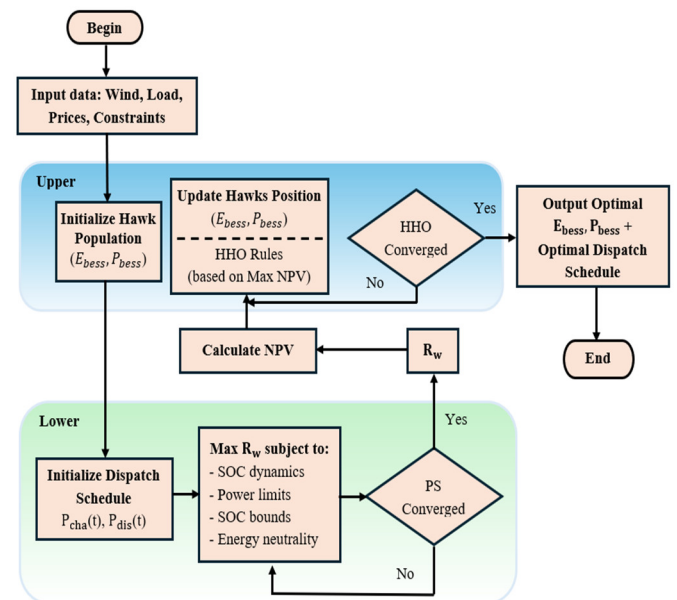 Begin
Input data: Wind, Load,
Prices, Constraints
Upper
Initialize Hawk
Population
(E_bess, P_bess)
Update Hawks Position
(E_bess, P_bess)
HHO Rules
(based on Max NPV)
HHO
Converged
Yes
No
Output Optimal
E_bess, P_bess +
Optimal Dispatch
Schedule
End
Calculate NPV
R_w
Yes
Lower
Initialize Dispatch
Schedule
P_cha(t), P_dis(t)
Max R_w subject to:
- SOC dynamics
- Power limits
- SOC bounds
- Energy neutrality
PS
Converged
No